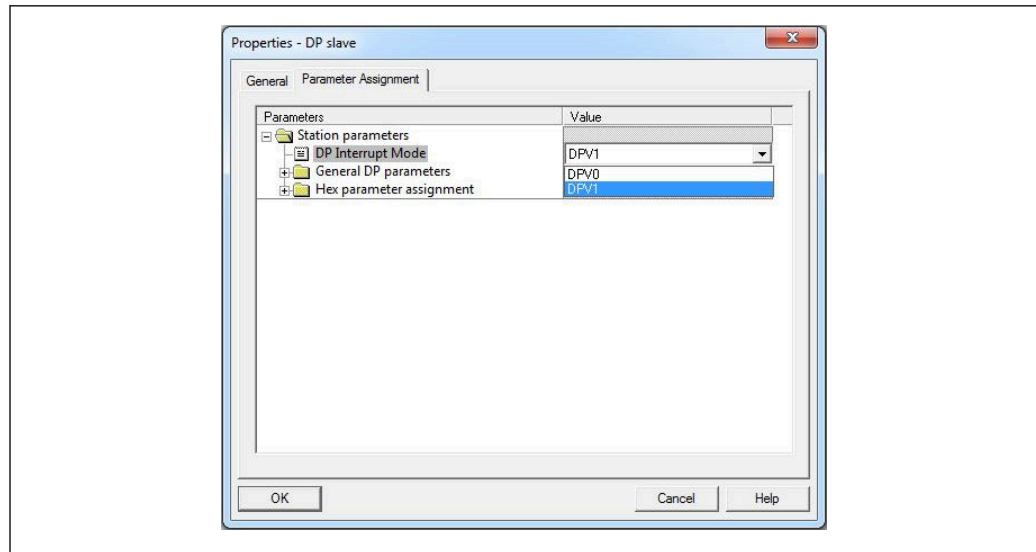 Properties - DP slave
General Parameter Assignment
Parameters Value
Station parameters
DP Interrupt Mode DPV1
General DP parameters DPV0
Hex parameter assignment DPV1
OK Cancel Help